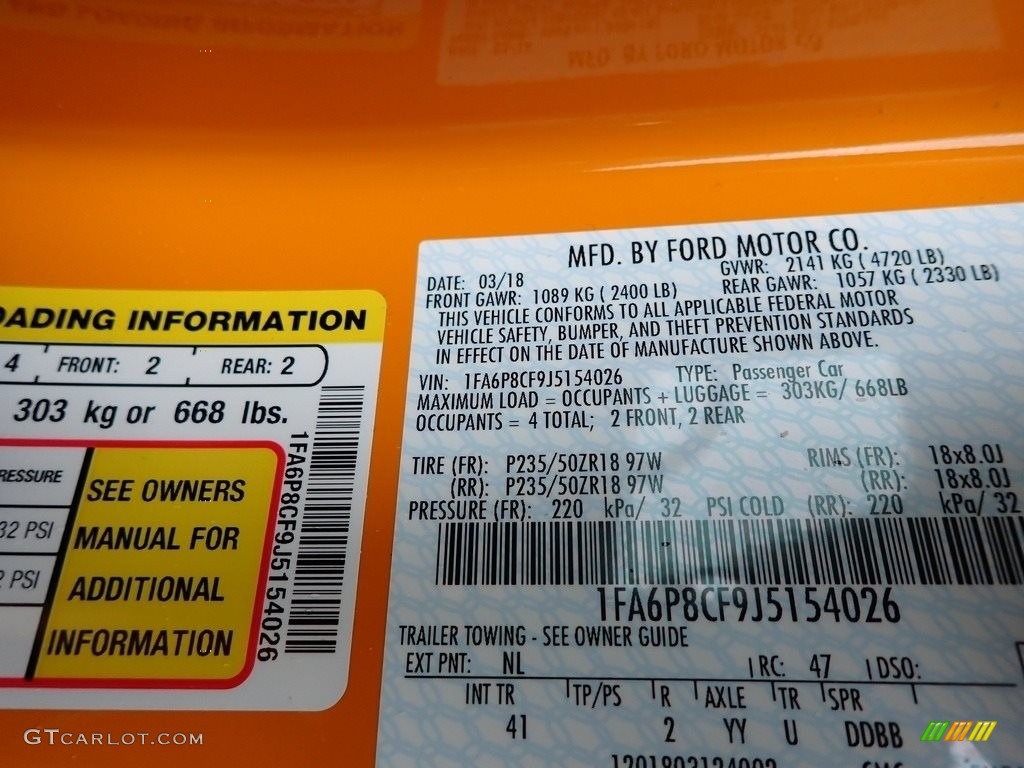 MFD. BY FORD MOTOR CO.
DATE: 03/18 GVWR: 2141 KG ( 4720 LB)
FRONT GAWR: 1089 KG ( 2400 LB) REAR GAWR: 1057 KG ( 2330 LB)
THIS VEHICLE CONFORMS TO ALL APPLICABLE FEDERAL MOTOR
VEHICLE SAFETY, BUMPER, AND THEFT PREVENTION STANDARDS
IN EFFECT ON THE DATE OF MANUFACTURE SHOWN ABOVE.
VIN: 1FA6P8CF9J5154026 TYPE: Passenger Car
MAXIMUM LOAD = OCCUPANTS + LUGGAGE = 303KG/ 668LB
OCCUPANTS = 4 TOTAL; 2 FRONT, 2 REAR
TIRE (FR): P235/50ZR18 97W RIMS (FR): 18x8.0J
(RR): P235/50ZR18 97W (RR): 18x8.0J
PRESSURE (FR): 220 kPa/ 32 PSI COLD (RR): 220 kPa/ 32
1FA6P8CF9J5154026
TRAILER TOWING - SEE OWNER GUIDE
EXT PNT: NL RC: 47 DSO:
INT TR TP/PS R AXLE TR SPR
41 2 YY U DDBB
OADING INFORMATION
4 FRONT: 2 REAR: 2
303 kg or 668 lbs.
RESSURE
32 PSI
2 PSI
SEE OWNERS
MANUAL FOR
ADDITIONAL
INFORMATION
1FA6P8CF9J5154026
GTCARLOT.COM